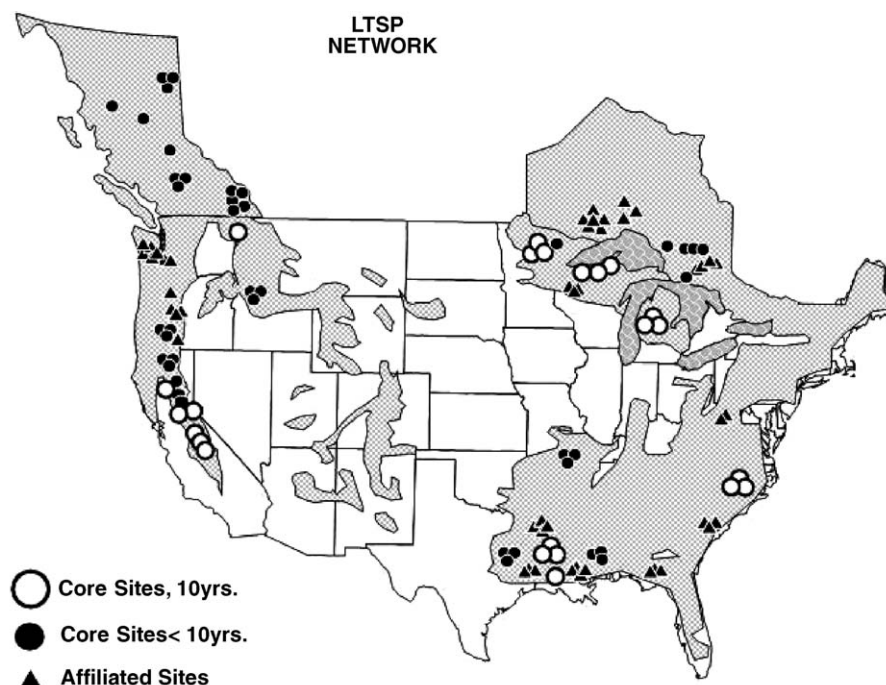 LTSP
NETWORK
Core Sites, 10yrs.
Core Sites< 10yrs.
Affiliated Sites